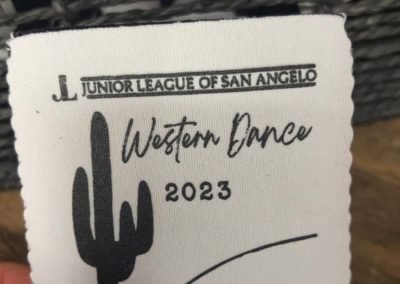 JL JUNIOR LEAGUE OF SAN ANGELO
Western Dance
2023